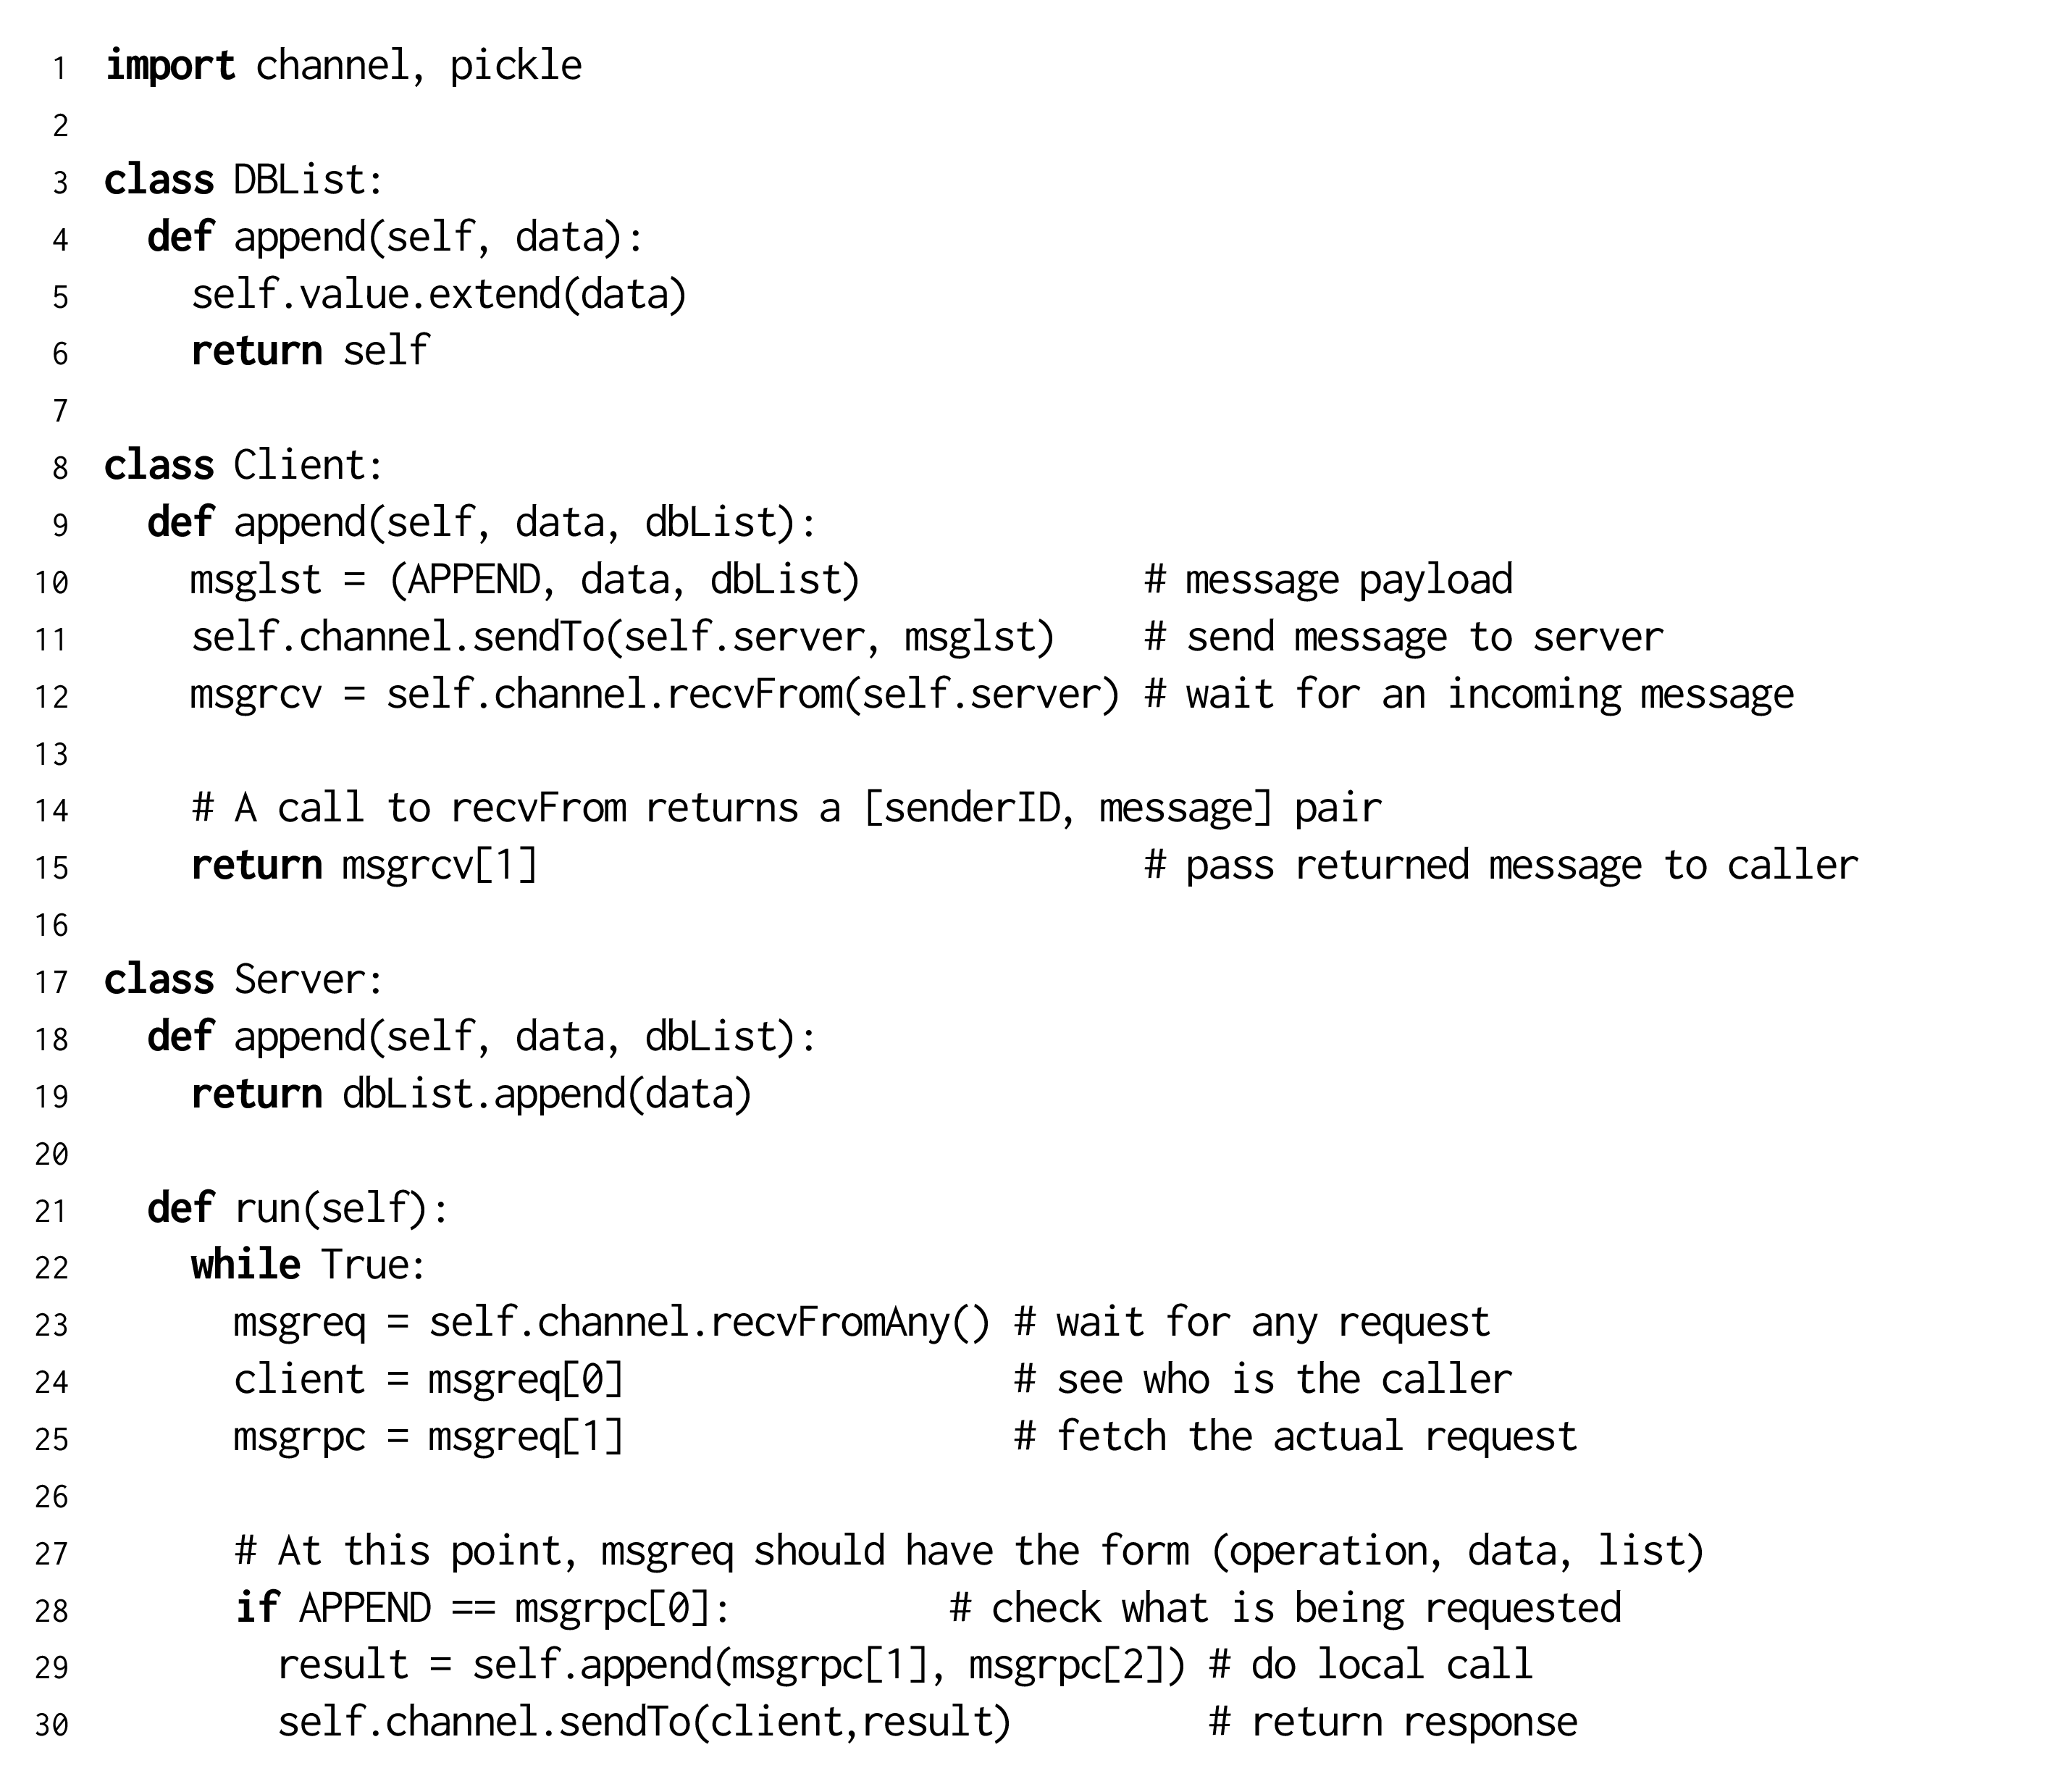 1 import channel, pickle
2
3 class DBList:
4   def append(self, data):
5     self.value.extend(data)
6     return self
7
8 class Client:
9   def append(self, data, dbList):
10     msglst = (APPEND, data, dbList)             # message payload
11     self.channel.sendTo(self.server, msglst)    # send message to server
12     msgrcv = self.channel.recvFrom(self.server) # wait for an incoming message
13
14     # A call to recvFrom returns a [senderID, message] pair
15     return msgrcv[1]                            # pass returned message to caller
16
17 class Server:
18   def append(self, data, dbList):
19     return dbList.append(data)
20
21   def run(self):
22     while True:
23       msgreq = self.channel.recvFromAny() # wait for any request
24       client = msgreq[0]                  # see who is the caller
25       msgrpc = msgreq[1]                  # fetch the actual request
26
27       # At this point, msgreq should have the form (operation, data, list)
28       if APPEND == msgrpc[0]:          # check what is being requested
29         result = self.append(msgrpc[1], msgrpc[2]) # do local call
30         self.channel.sendTo(client,result)         # return response